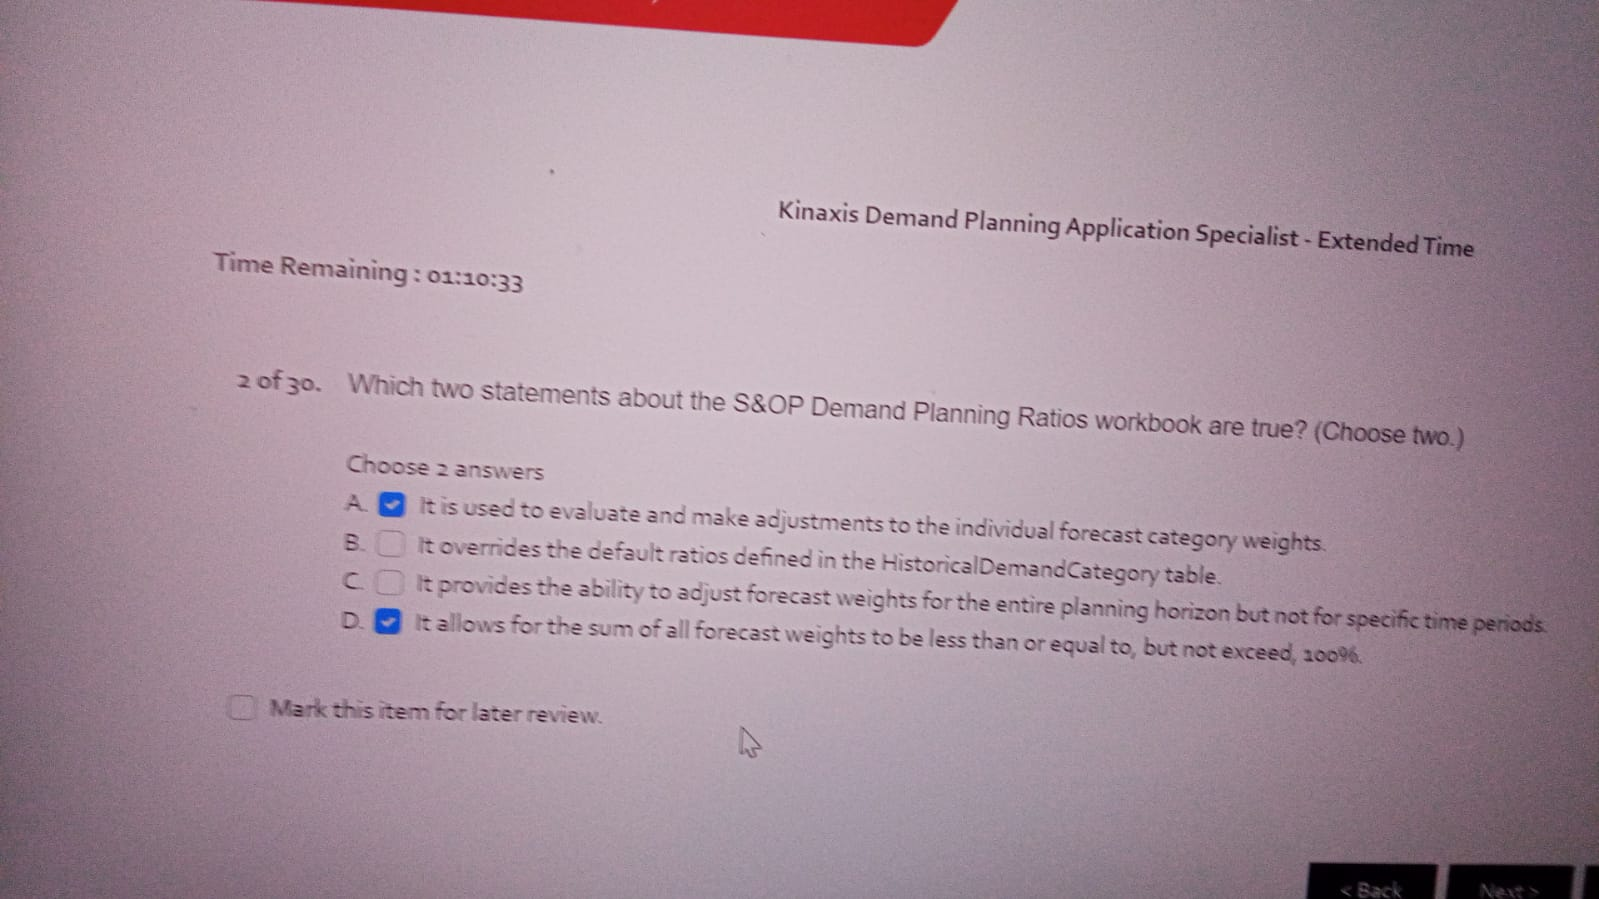 Kinaxis Demand Planning Application Specialist - Extended Time
Time Remaining : 01:10:33
2 of 30. Which two statements about the S&OP Demand Planning Ratios workbook are true? (Choose two.)
Choose 2 answers
A. It is used to evaluate and make adjustments to the individual forecast category weights.
B. It overrides the default ratios defined in the HistoricalDemandCategory table.
C. It provides the ability to adjust forecast weights for the entire planning horizon but not for specific time periods.
D. It allows for the sum of all forecast weights to be less than or equal to, but not exceed, 100%.
Mark this item for later review.
< Back Next >